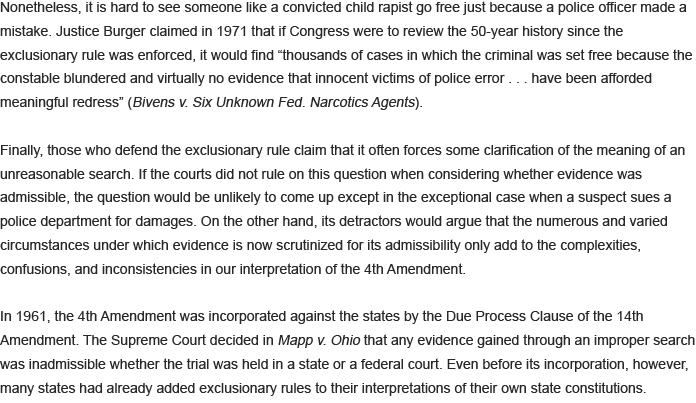 Nonetheless, it is hard to see someone like a convicted child rapist go free just because a police officer made a
mistake. Justice Burger claimed in 1971 that if Congress were to review the 50-year history since the
exclusionary rule was enforced, it would find “thousands of cases in which the criminal was set free because the
constable blundered and virtually no evidence that innocent victims of police error . . . have been afforded
meaningful redress” (Bivens v. Six Unknown Fed. Narcotics Agents).
Finally, those who defend the exclusionary rule claim that it often forces some clarification of the meaning of an
unreasonable search. If the courts did not rule on this question when considering whether evidence was
admissible, the question would be unlikely to come up except in the exceptional case when a suspect sues a
police department for damages. On the other hand, its detractors would argue that the numerous and varied
circumstances under which evidence is now scrutinized for its admissibility only add to the complexities,
confusions, and inconsistencies in our interpretation of the 4th Amendment.
In 1961, the 4th Amendment was incorporated against the states by the Due Process Clause of the 14th
Amendment. The Supreme Court decided in Mapp v. Ohio that any evidence gained through an improper search
was inadmissible whether the trial was held in a state or a federal court. Even before its incorporation, however,
many states had already added exclusionary rules to their interpretations of their own state constitutions.